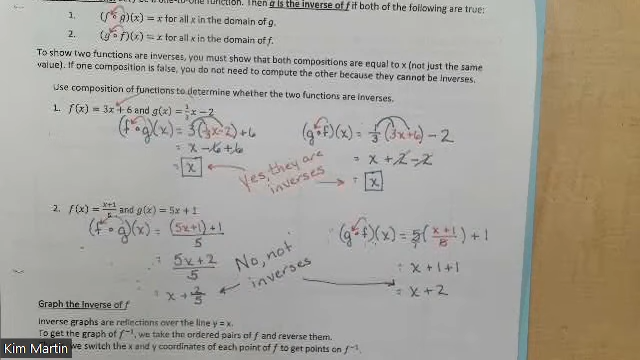 one-to-one function. Then g is the inverse of f if both of the following are true:
1. (f ∘ g)(x) = x for all x in the domain of g.
2. (g ∘ f)(x) = x for all x in the domain of f.
To show two functions are inverses, you must show that both compositions are equal to x (not just the same
value). If one composition is false, you do not need to compute the other because they cannot be inverses.
Use composition of functions to determine whether the two functions are inverses.
1. f(x) = 3x + 6 and g(x) = 1/3 x − 2
(f ∘ g)(x) = 3(1/3 x − 2) + 6
= x − 6 + 6
= x
(g ∘ f)(x) = 1/3 (3x + 6) − 2
= x + 2 − 2
= x
yes, they are
inverses
2. f(x) = (x+1)/5 and g(x) = 5x + 1
(f ∘ g)(x) = ((5x+1)+1)/5
= (5x+2)/5
= x + 2/5
(g ∘ f)(x) = 5((x+1)/5) + 1
= x + 1 + 1
= x + 2
No, not
inverses
Graph the Inverse of f
Inverse graphs are reflections over the line y = x.
To get the graph of f⁻¹, we take the ordered pairs of f and reverse them.
we switch the x and y coordinates of each point of f to get points on f⁻¹.
Kim Martin